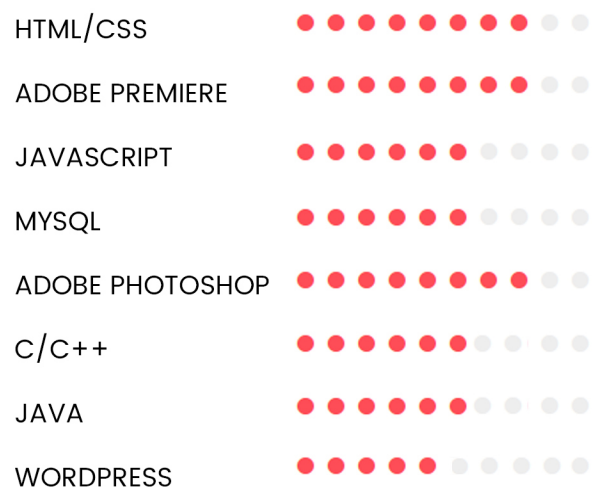 HTML/CSS
ADOBE PREMIERE
JAVASCRIPT
MYSQL
ADOBE PHOTOSHOP
C/C++
JAVA
WORDPRESS